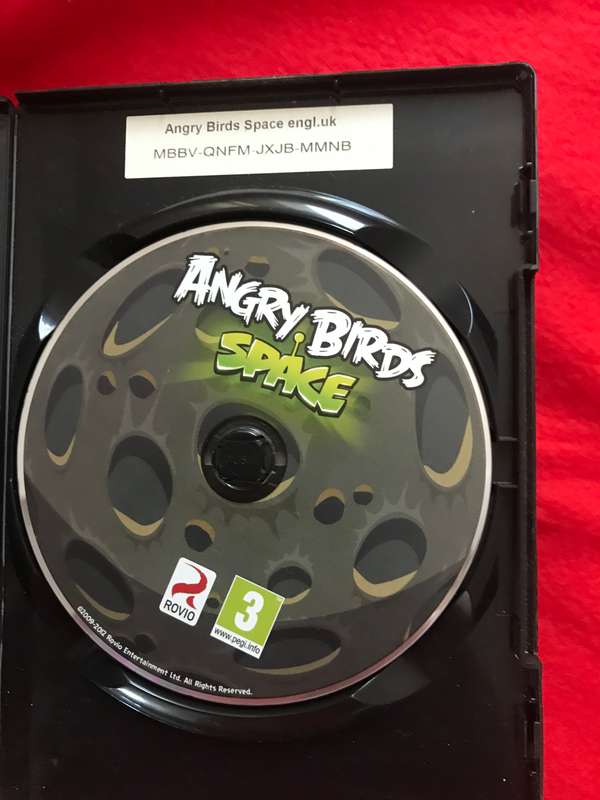 Angry Birds Space engl.uk
MBBV-QNFM-JXJB-MMNB
ANGRY BIRDS
SPACE
ROVIO
3
www.pegi.info
©2009-2012 Rovio Entertainment Ltd. All Rights Reserved.